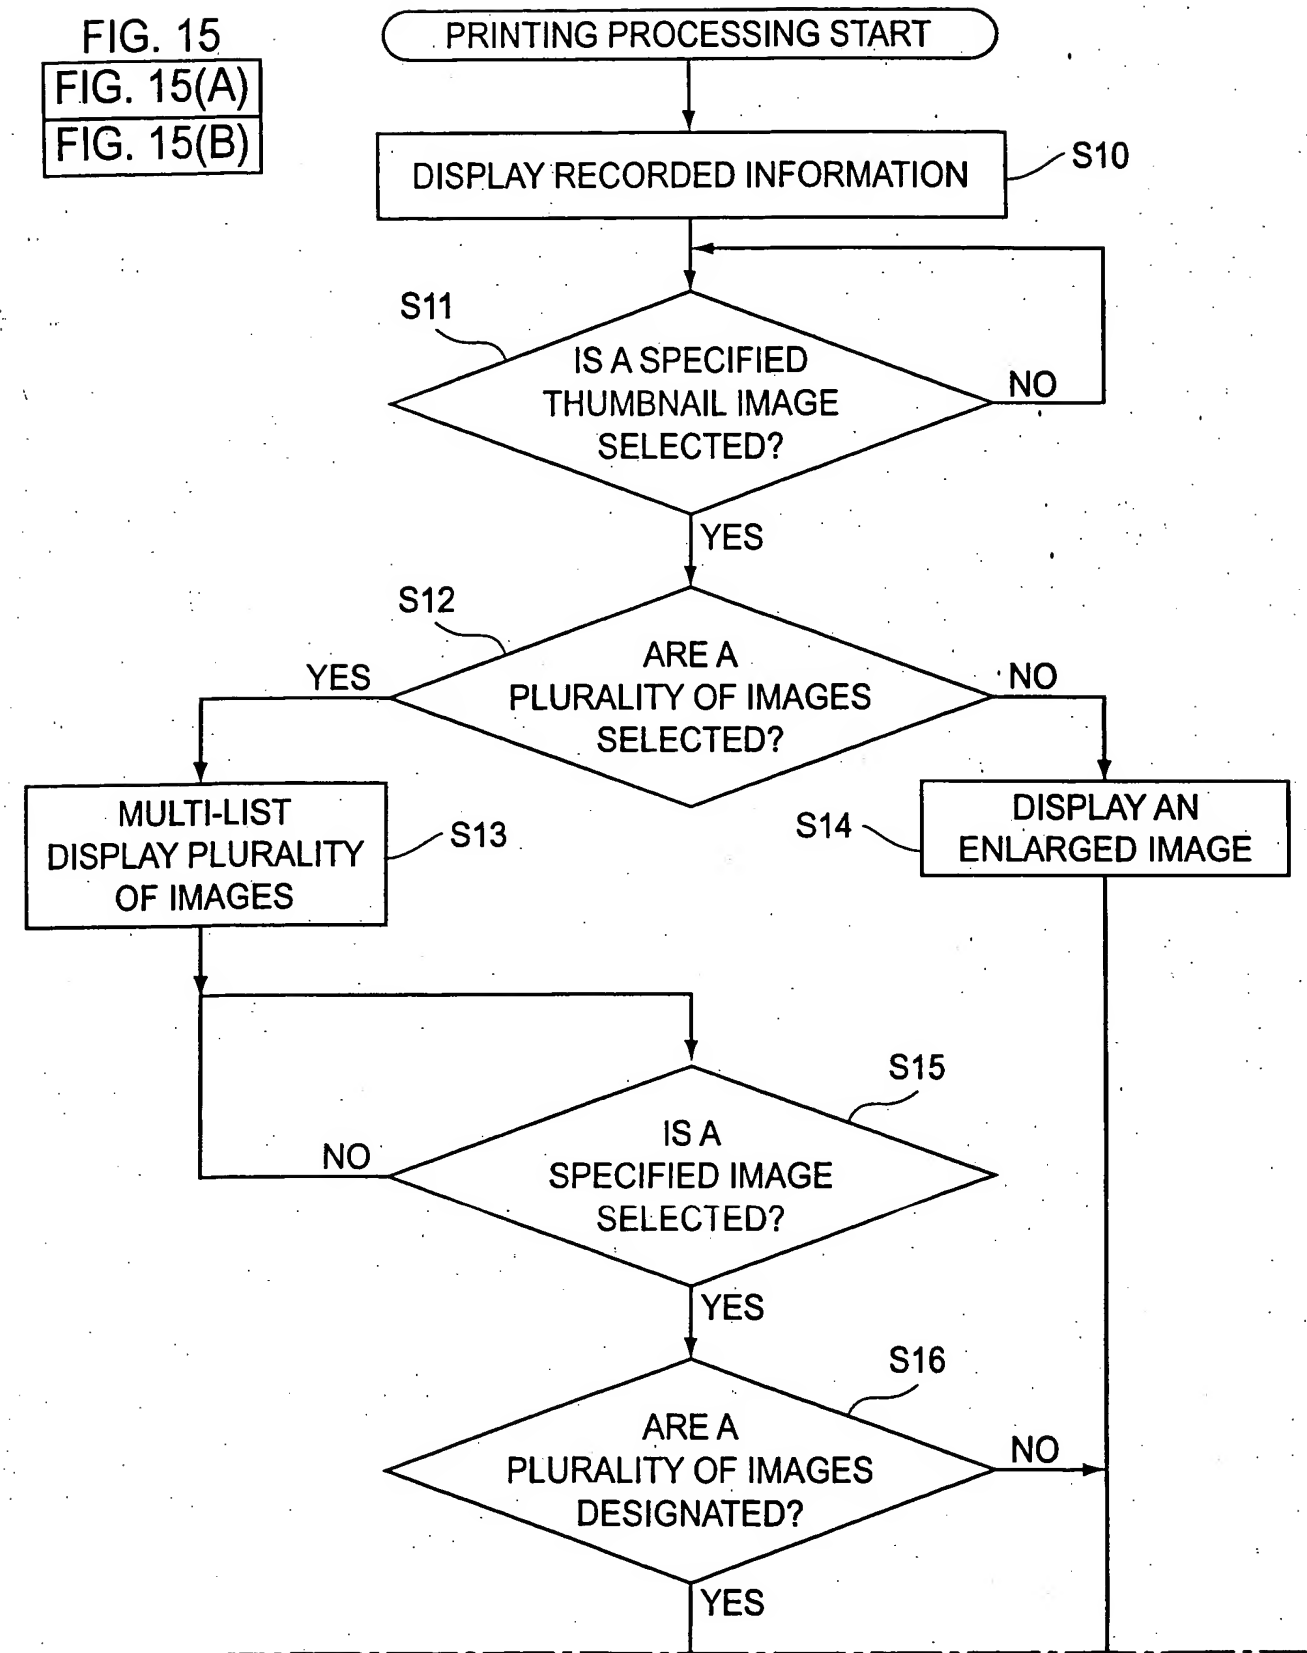 FIG. 15
FIG. 15(A)
FIG. 15(B)
PRINTING PROCESSING START
DISPLAY RECORDED INFORMATION
S10
S11
IS A SPECIFIED
THUMBNAIL IMAGE
SELECTED?
NO
YES
S12
ARE A
PLURALITY OF IMAGES
SELECTED?
YES
NO
MULTI-LIST
DISPLAY PLURALITY
OF IMAGES
S13
S14
DISPLAY AN
ENLARGED IMAGE
S15
IS A
SPECIFIED IMAGE
SELECTED?
NO
YES
S16
ARE A
PLURALITY OF IMAGES
DESIGNATED?
NO
YES